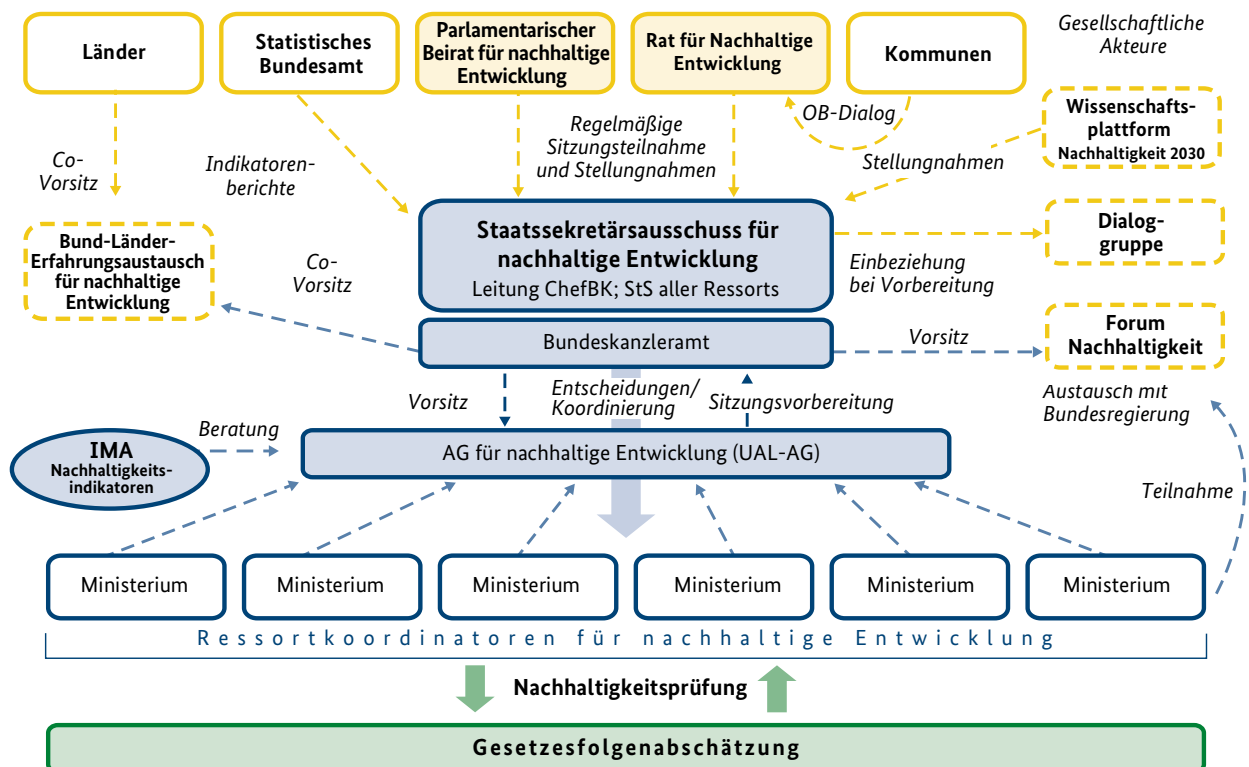 Länder
Statistisches
Bundesamt
Parlamentarischer
Beirat für nachhaltige
Entwicklung
Rat für Nachhaltige
Entwicklung
Kommunen
Gesellschaftliche
Akteure
Co-
Vorsitz
Indikatoren-
berichte
Regelmäßige
Sitzungsteilnahme
und Stellungnahmen
OB-Dialog
Stellungnahmen
Wissenschafts-
plattform
Nachhaltigkeit 2030
Bund-Länder-
Erfahrungsaustausch
für nachhaltige
Entwicklung
Co-
Vorsitz
Staatssekretärsausschuss für
nachhaltige Entwicklung
Leitung ChefBK; StS aller Ressorts
Einbeziehung
bei Vorbereitung
Dialog-
gruppe
Bundeskanzleramt
Vorsitz
Forum
Nachhaltigkeit
Vorsitz
Entscheidungen/
Koordinierung
Sitzungsvorbereitung
Austausch mit
Bundesregierung
IMA
Nachhaltigkeits-
indikatoren
Beratung
AG für nachhaltige Entwicklung (UAL-AG)
Teilnahme
Ministerium
Ministerium
Ministerium
Ministerium
Ministerium
Ministerium
Ressortkoordinatoren für nachhaltige Entwicklung
Nachhaltigkeitsprüfung
Gesetzesfolgenabschätzung